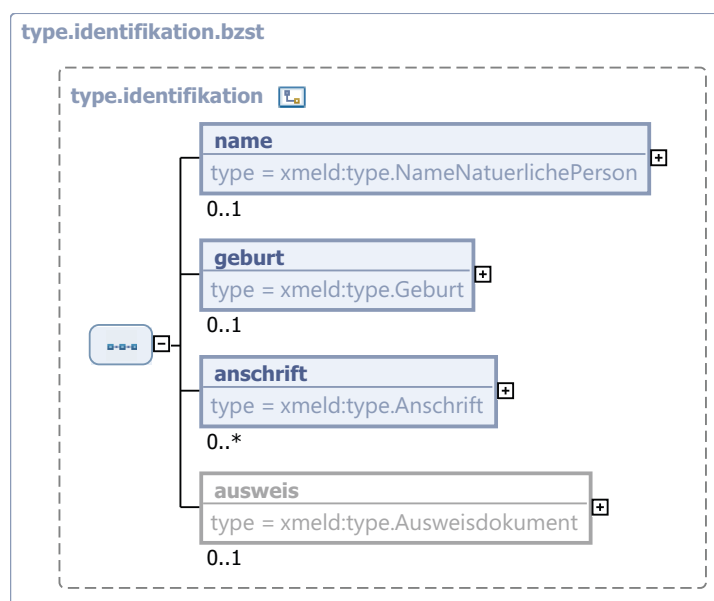 type.identifikation.bzst
type.identifikation
name
type = xmeld:type.NameNatuerlichePerson
0..1
geburt
type = xmeld:type.Geburt
0..1
anschrift
type = xmeld:type.Anschrift
0..*
ausweis
type = xmeld:type.Ausweisdokument
0..1